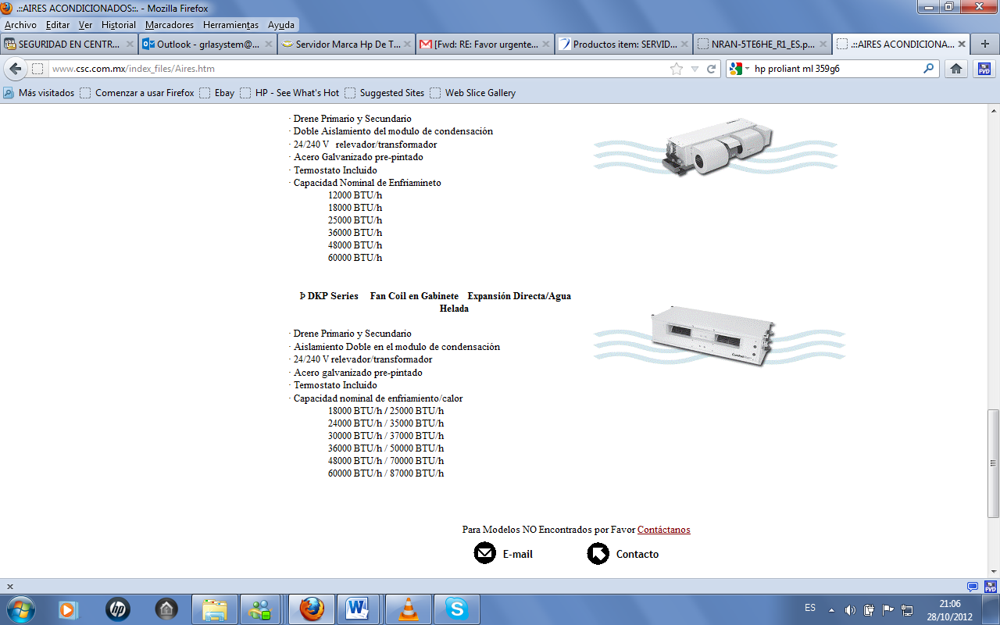 .::AIRES ACONDICIONADOS::. - Mozilla Firefox
Archivo Editar Ver Historial Marcadores Herramientas Ayuda
SEGURIDAD EN CENTR... Outlook - grlasystem@... Servidor Marca Hp De T... [Fwd: RE: Favor urgente... Productos item: SERVID... NRAN-5TE6HE_R1_ES.p... .::AIRES ACONDICIONA...
www.csc.com.mx/index_files/Aires.htm hp proliant ml 359g6
Más visitados Comenzar a usar Firefox Ebay HP - See What's Hot Suggested Sites Web Slice Gallery
· Drene Primario y Secundario
· Doble Aislamiento del modulo de condensación
· 24/240 V relevador/transformador
· Acero Galvanizado pre-pintado
· Termostato Incluido
· Capacidad Nominal de Enfriamineto
12000 BTU/h
18000 BTU/h
25000 BTU/h
36000 BTU/h
48000 BTU/h
60000 BTU/h
Þ DKP Series Fan Coil en Gabinete Expansión Directa/Agua
Helada
· Drene Primario y Secundario
· Aislamiento Doble en el modulo de condensación
· 24/240 V relevador/transformador
· Acero galvanizado pre-pintado
· Termostato Incluido
· Capacidad nominal de enfriamiento/calor
18000 BTU/h / 25000 BTU/h
24000 BTU/h / 35000 BTU/h
30000 BTU/h / 37000 BTU/h
36000 BTU/h / 50000 BTU/h
48000 BTU/h / 70000 BTU/h
60000 BTU/h / 87000 BTU/h
Para Modelos NO Encontrados por Favor Contáctanos
E-mail Contacto
ES
21:06
28/10/2012